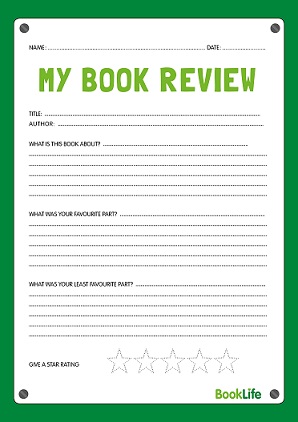 NAME: DATE:
MY BOOK REVIEW
TITLE:
AUTHOR:
WHAT IS THIS BOOK ABOUT?
WHAT WAS YOUR FAVOURITE PART?
WHAT WAS YOUR LEAST FAVOURITE PART?
GIVE A STAR RATING
BookLife